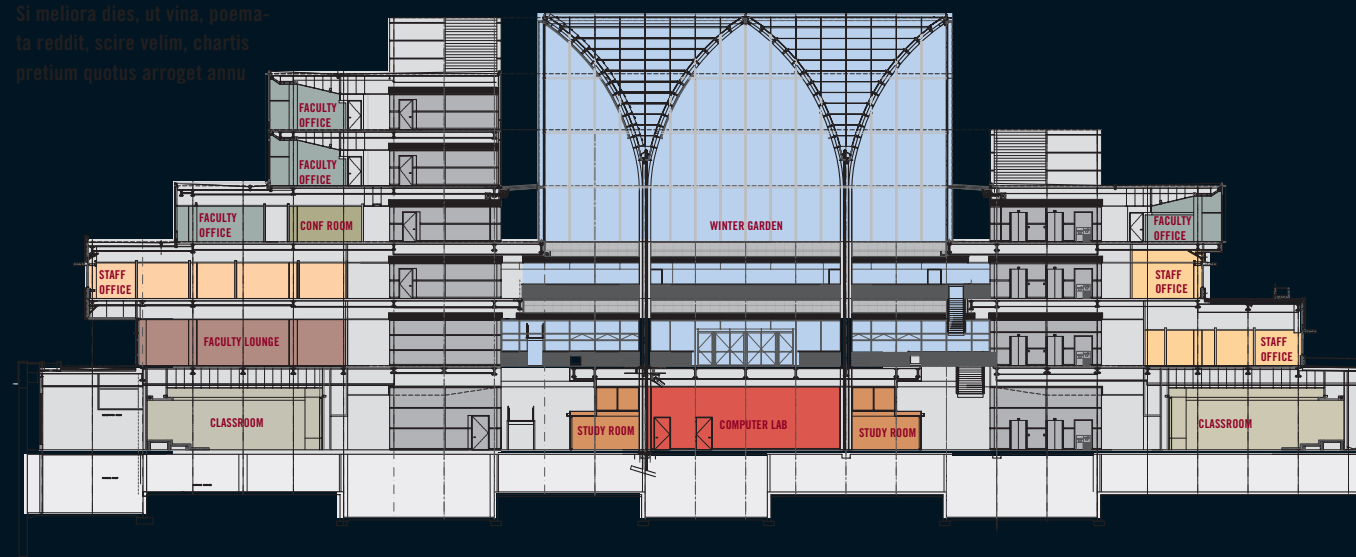 Si meliora dies, ut vina, poema-
ta reddit, scire velim, chartis
pretium quotus arroget annu
FACULTY
OFFICE
FACULTY
OFFICE
FACULTY
OFFICE
CONF ROOM
WINTER GARDEN
FACULTY
OFFICE
STAFF
OFFICE
STAFF
OFFICE
FACULTY LOUNGE
STAFF
OFFICE
CLASSROOM
STUDY ROOM
COMPUTER LAB
STUDY ROOM
CLASSROOM